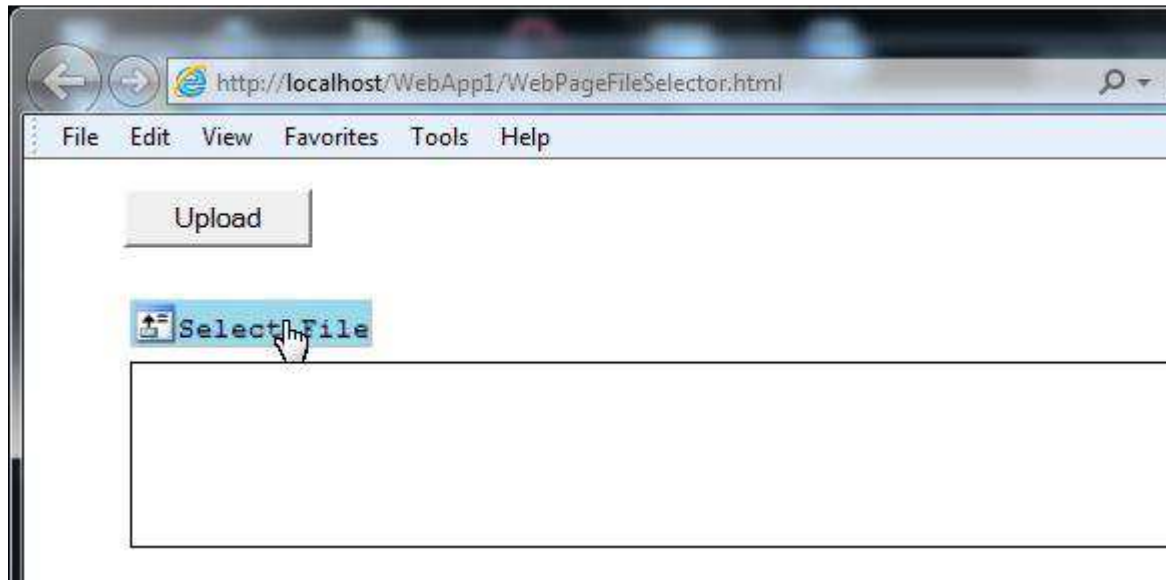 http://localhost/WebApp1/WebPageFileSelector.html
File Edit View Favorites Tools Help
Upload
Select File